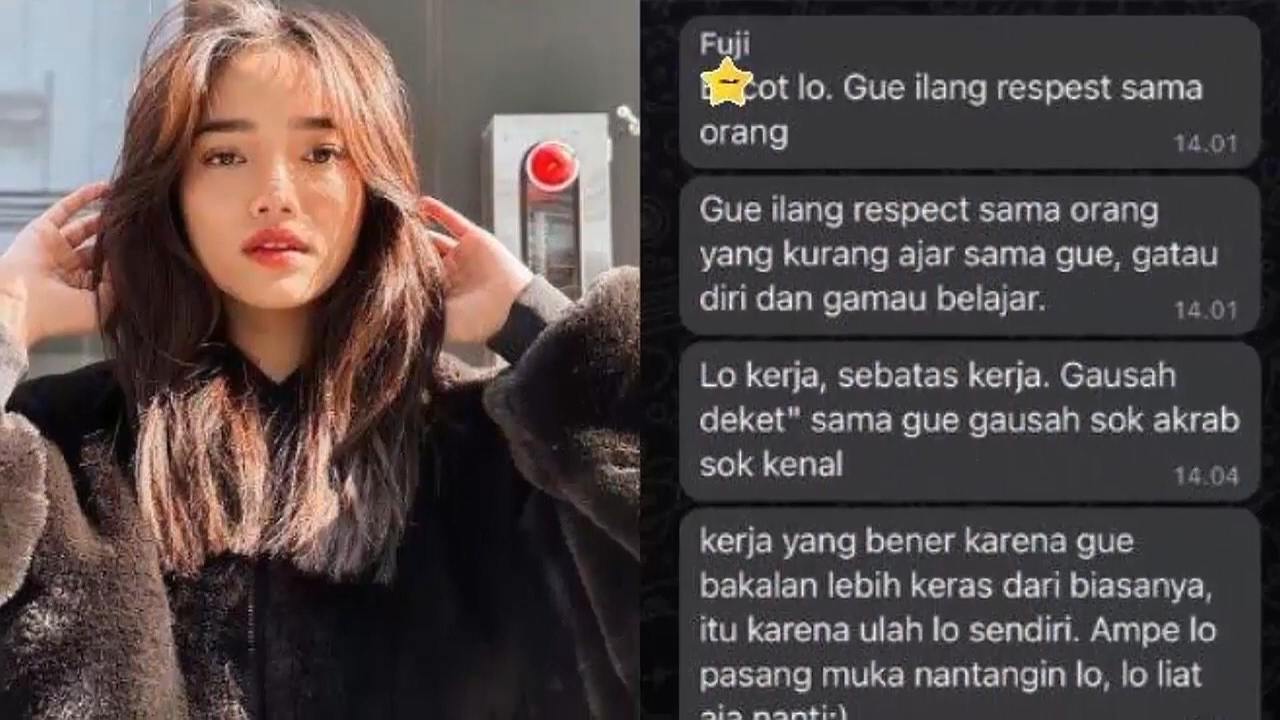 Fuji
cot lo. Gue ilang respest sama
orang
14.01
Gue ilang respect sama orang
yang kurang ajar sama gue, gatau
diri dan gamau belajar.
14.01
Lo kerja, sebatas kerja. Gausah
deket" sama gue gausah sok akrab
sok kenal
14.04
kerja yang bener karena gue
bakalan lebih keras dari biasanya,
itu karena ulah lo sendiri. Ampe lo
pasang muka nantangin lo, lo liat
aja nanti:)